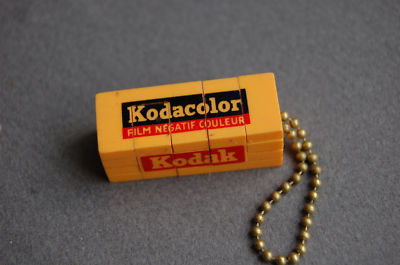 Kodacolor
FILM NÉGATIF COULEUR
Kodak